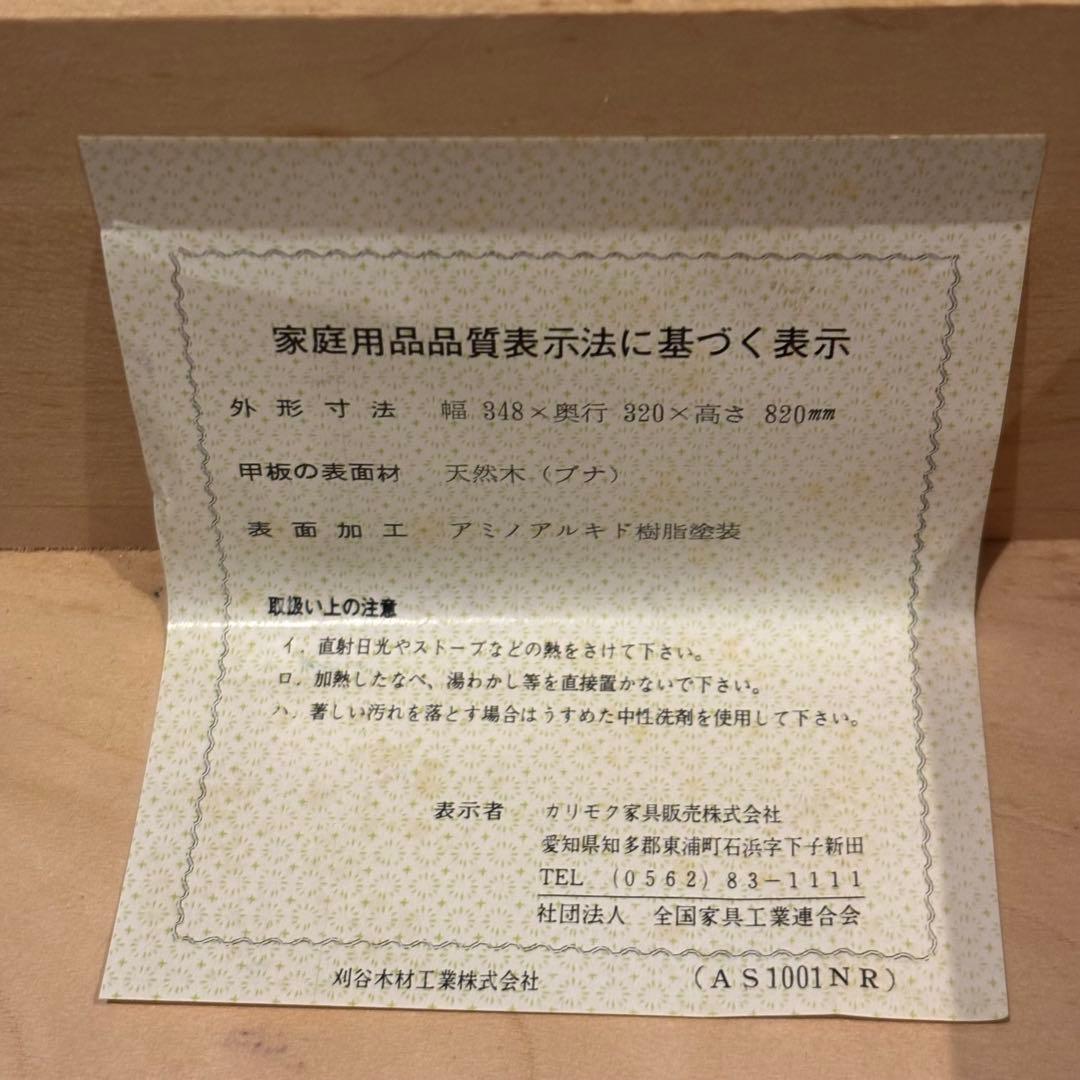 家庭用品品質表示法に基づく表示
外形寸法 幅 348×奥行 320×高さ 820mm
甲板の表面材 天然木（ブナ）
表面加工 アミノアルキド樹脂塗装
取扱い上の注意
イ．直射日光やストーブなどの熱をさけて下さい。
ロ．加熱したなべ、湯わかし等を直接置かないで下さい。
ハ．著しい汚れを落とす場合はうすめた中性洗剤を使用して下さい。
表示者 カリモク家具販売株式会社
愛知県知多郡東浦町石浜字下子新田
TEL (0562) 83-1111
社団法人 全国家具工業連合会
刈谷木材工業株式会社 (AS1001NR)